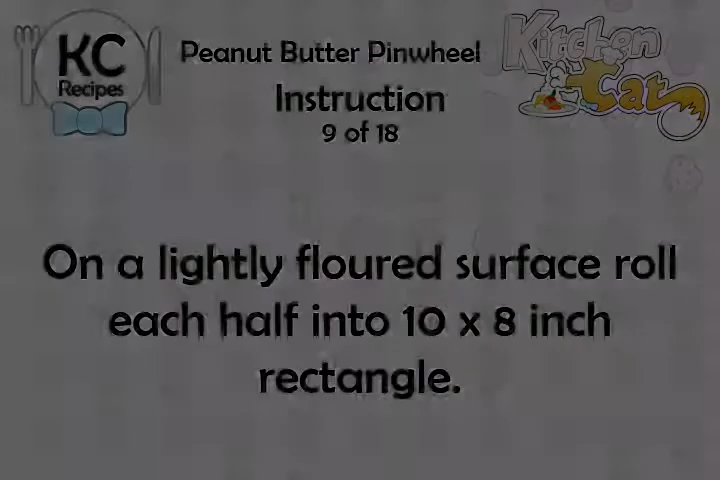 KC
Recipes
Peanut Butter Pinwheel
Instruction
9 of 18
Kitchen
Cat
On a lightly floured surface roll
each half into 10 x 8 inch
rectangle.